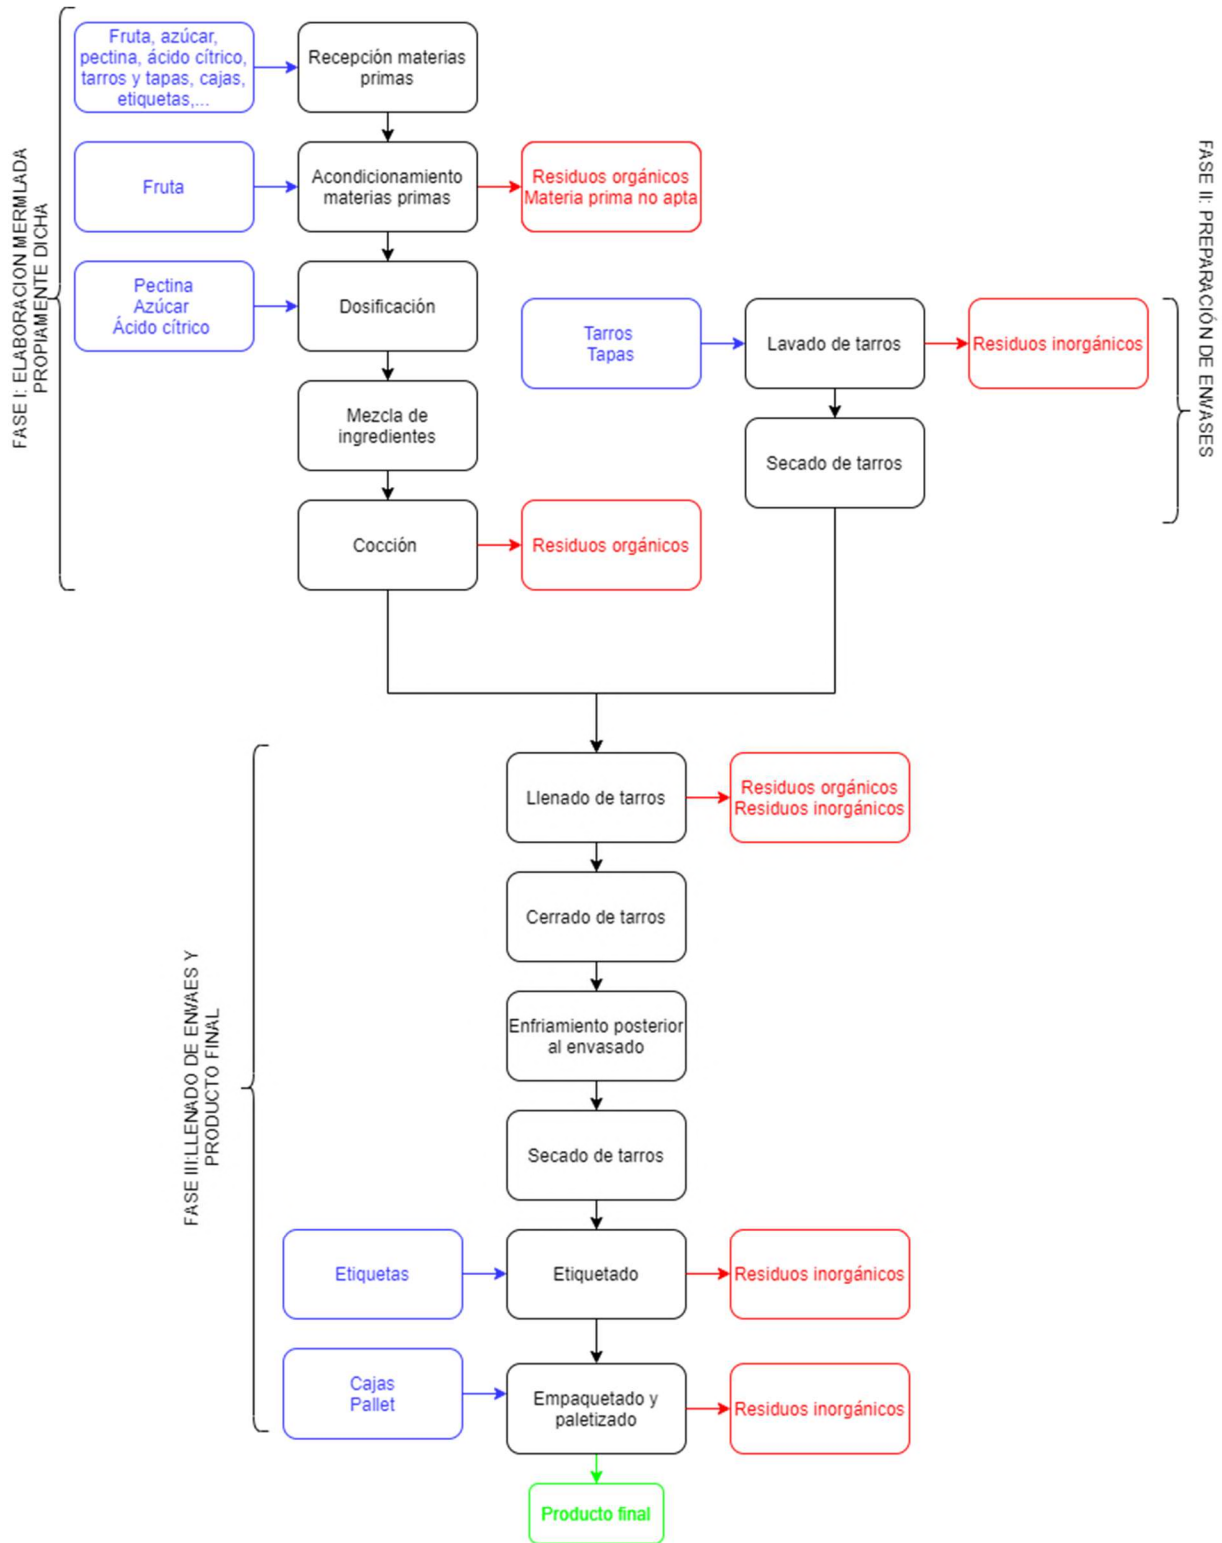 FASE I: ELABORACION MERMLADA
PROPIAMENTE DICHA
Fruta, azúcar,
pectina, ácido cítrico,
tarros y tapas, cajas,
etiquetas,...
Recepción materias
primas
Fruta
Acondicionamiento
materias primas
Residuos orgánicos
Materia prima no apta
Pectina
Azúcar
Ácido cítrico
Dosificación
Mezcla de
ingredientes
Cocción
Residuos orgánicos
FASE II: PREPARACIÓN DE ENVASES
Tarros
Tapas
Lavado de tarros
Residuos inorgánicos
Secado de tarros
FASE III:LLENADO DE ENVAES Y
PRODUCTO FINAL
Llenado de tarros
Residuos orgánicos
Residuos inorgánicos
Cerrado de tarros
Enfriamiento posterior
al envasado
Secado de tarros
Etiquetas
Etiquetado
Residuos inorgánicos
Cajas
Pallet
Empaquetado y
paletizado
Residuos inorgánicos
Producto final